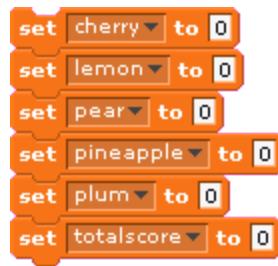 set cherry to 0
set lemon to 0
set pear to 0
set pineapple to 0
set plum to 0
set totalscore to 0